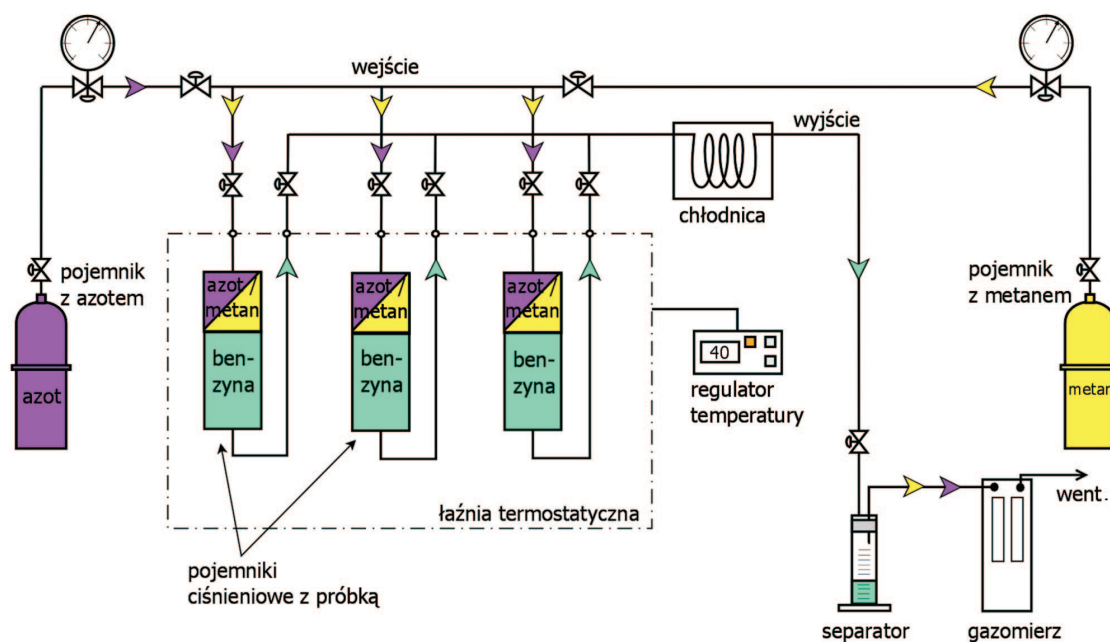 wejście
wyjście
chłodnica
pojemnik
z azotem
pojemnik
z metanem
azot
metan
azot
metan
azot
metan
ben-
zyna
ben-
zyna
ben-
zyna
azot
metan
40
regulator
temperatury
łaźnia termostatyczna
went.
pojemniki
ciśnieniowe z próbką
separator
gazomierz